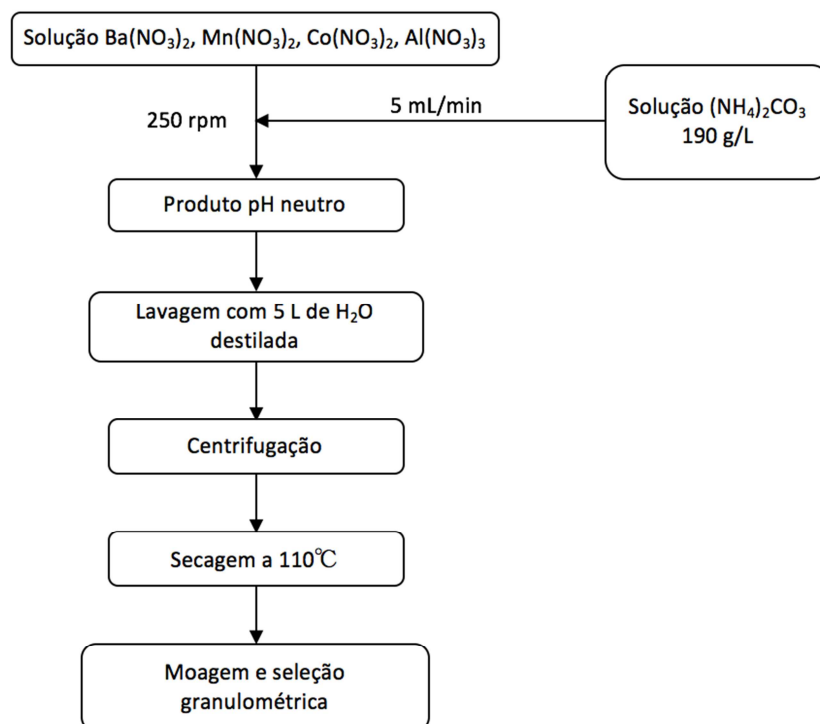 Solução Ba(NO₃)₂, Mn(NO₃)₂, Co(NO₃)₂, Al(NO₃)₃
5 mL/min
250 rpm
Solução (NH₄)₂CO₃
190 g/L
Produto pH neutro
Lavagem com 5 L de H₂O
destilada
Centrifugação
Secagem a 110℃
Moagem e seleção
granulométrica